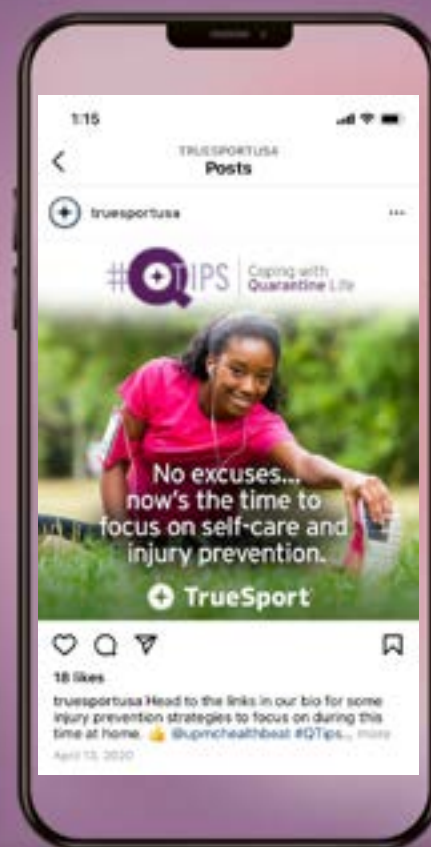 1:15
TRUESPORTUSA
Posts
truesportusa
#QTIPS
Coping with
Quarantine Life
No excuses...
now's the time to
focus on self-care and
injury prevention.
TrueSport
18 likes
truesportusa Head to the links in our bio for some
injury prevention strategies to focus on during this
time at home. 👍 @upmchealthbeat #QTips... more
April 13, 2020